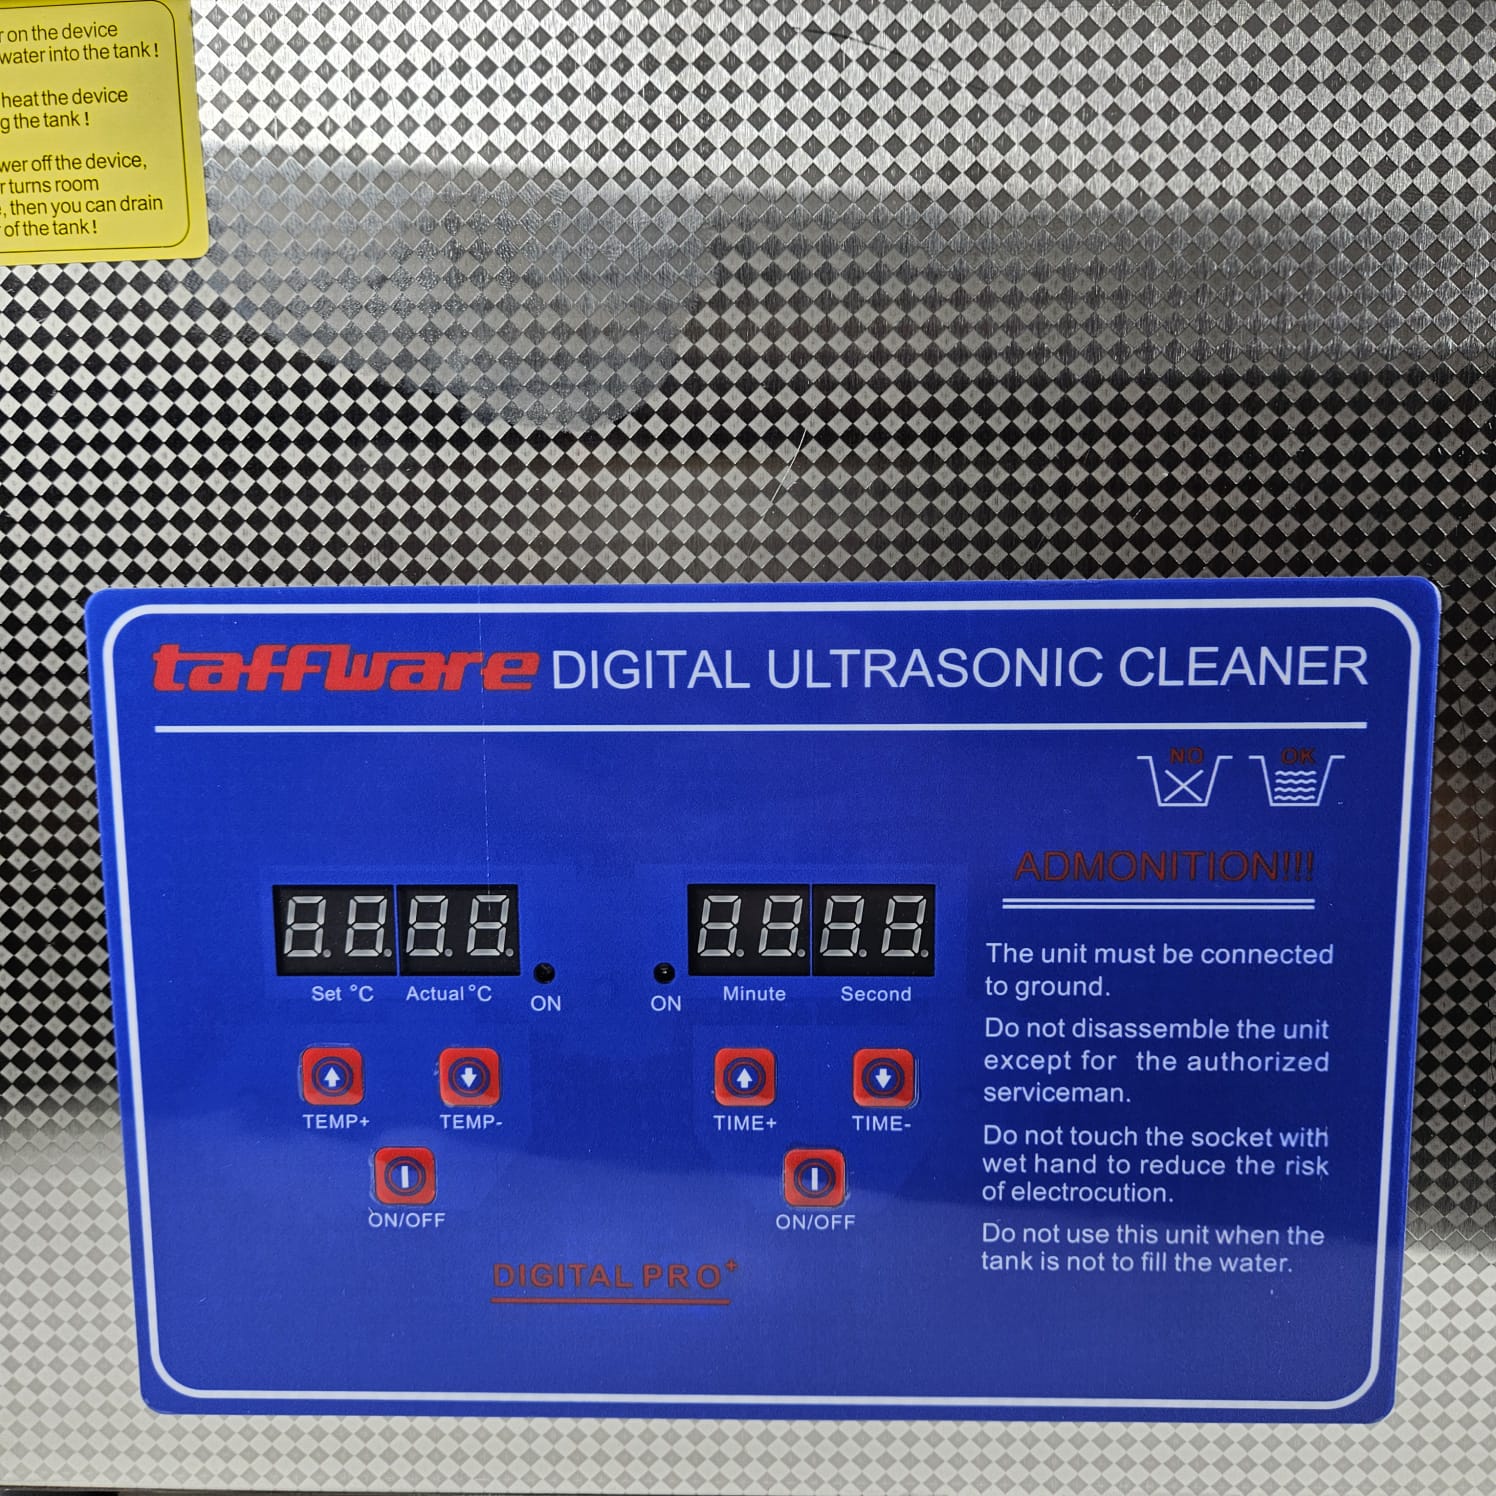 on the device
water into the tank!
heat the device
the tank!
off the device,
turns room
, then you can drain
of the tank!
taffware DIGITAL ULTRASONIC CLEANER
NO OK
ADMONITION!!!
The unit must be connected
to ground.
Do not disassemble the unit
except for the authorized
serviceman.
Do not touch the socket with
wet hand to reduce the risk
of electrocution.
Do not use this unit when the
tank is not to fill the water.
88 88
Set °C Actual °C ON
88 88
ON Minute Second
TEMP+ TEMP-
ON/OFF
TIME+ TIME-
ON/OFF
DIGITAL PRO+